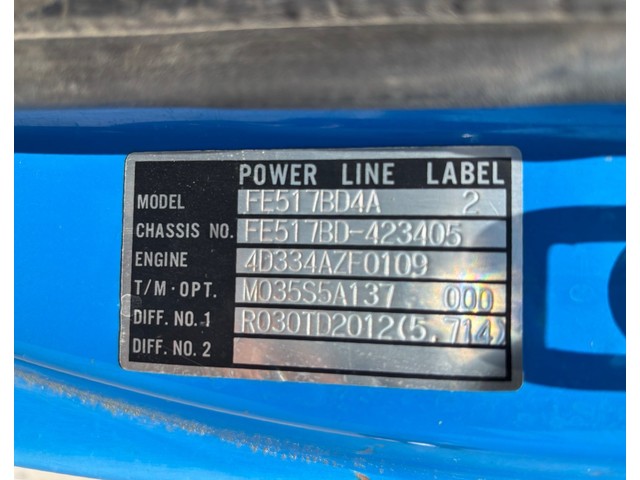 POWER LINE LABEL
MODEL FE517BD4A 2
CHASSIS NO. FE517BD-423405
ENGINE 4D334AZF0109
T/M·OPT. M035S5A137 000
DIFF. NO. 1 R030TD2012(5.714)
DIFF. NO. 2